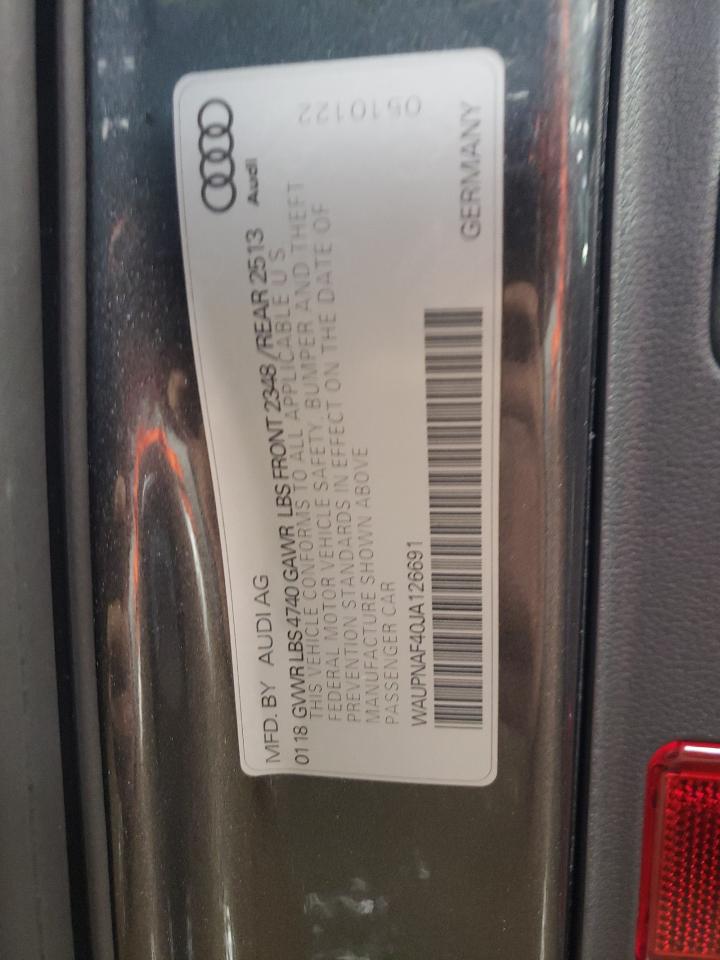 Audi
MFD. BY AUDI AG
0118 GVWR LBS 4740 GAWR LBS FRONT 2348 /REAR 2513
THIS VEHICLE CONFORMS TO ALL APPLICABLE U S
FEDERAL MOTOR VEHICLE SAFETY, BUMPER AND THEFT
PREVENTION STANDARDS IN EFFECT ON THE DATE OF
MANUFACTURE SHOWN ABOVE
PASSENGER CAR
WAUPNAF40JA126691
GERMANY
0510122